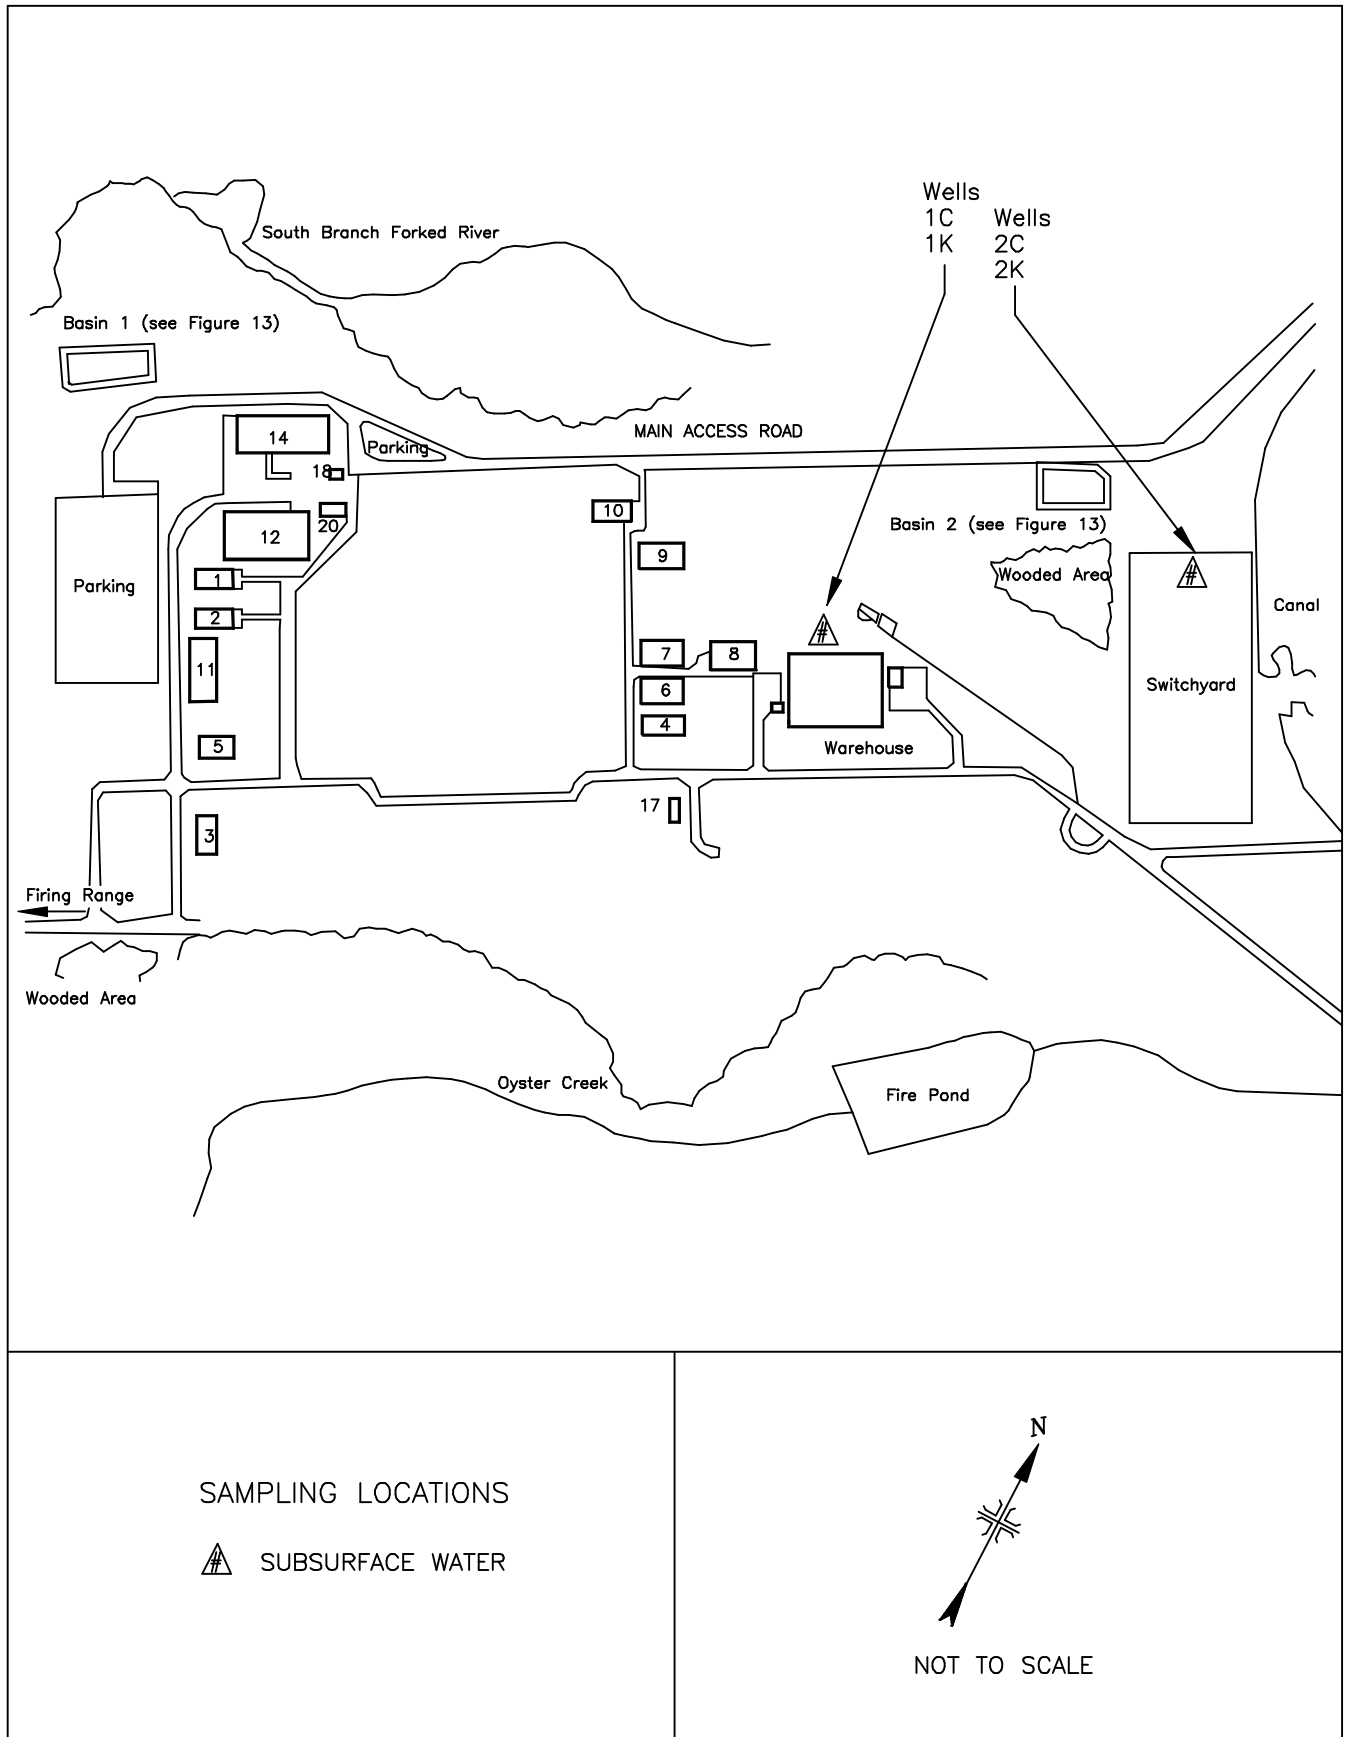 Wells
1C
1K
Wells
2C
2K
South Branch Forked River
Basin 1 (see Figure 13)
MAIN ACCESS ROAD
14
Parking
18
10
20
12
Basin 2 (see Figure 13)
#
9
Wooded Area
1
Parking
Canal
2
#
7
8
11
Switchyard
6
4
5
Warehouse
17
3
Firing Range
Wooded Area
Oyster Creek
Fire Pond
SAMPLING LOCATIONS
# SUBSURFACE WATER
N
NOT TO SCALE